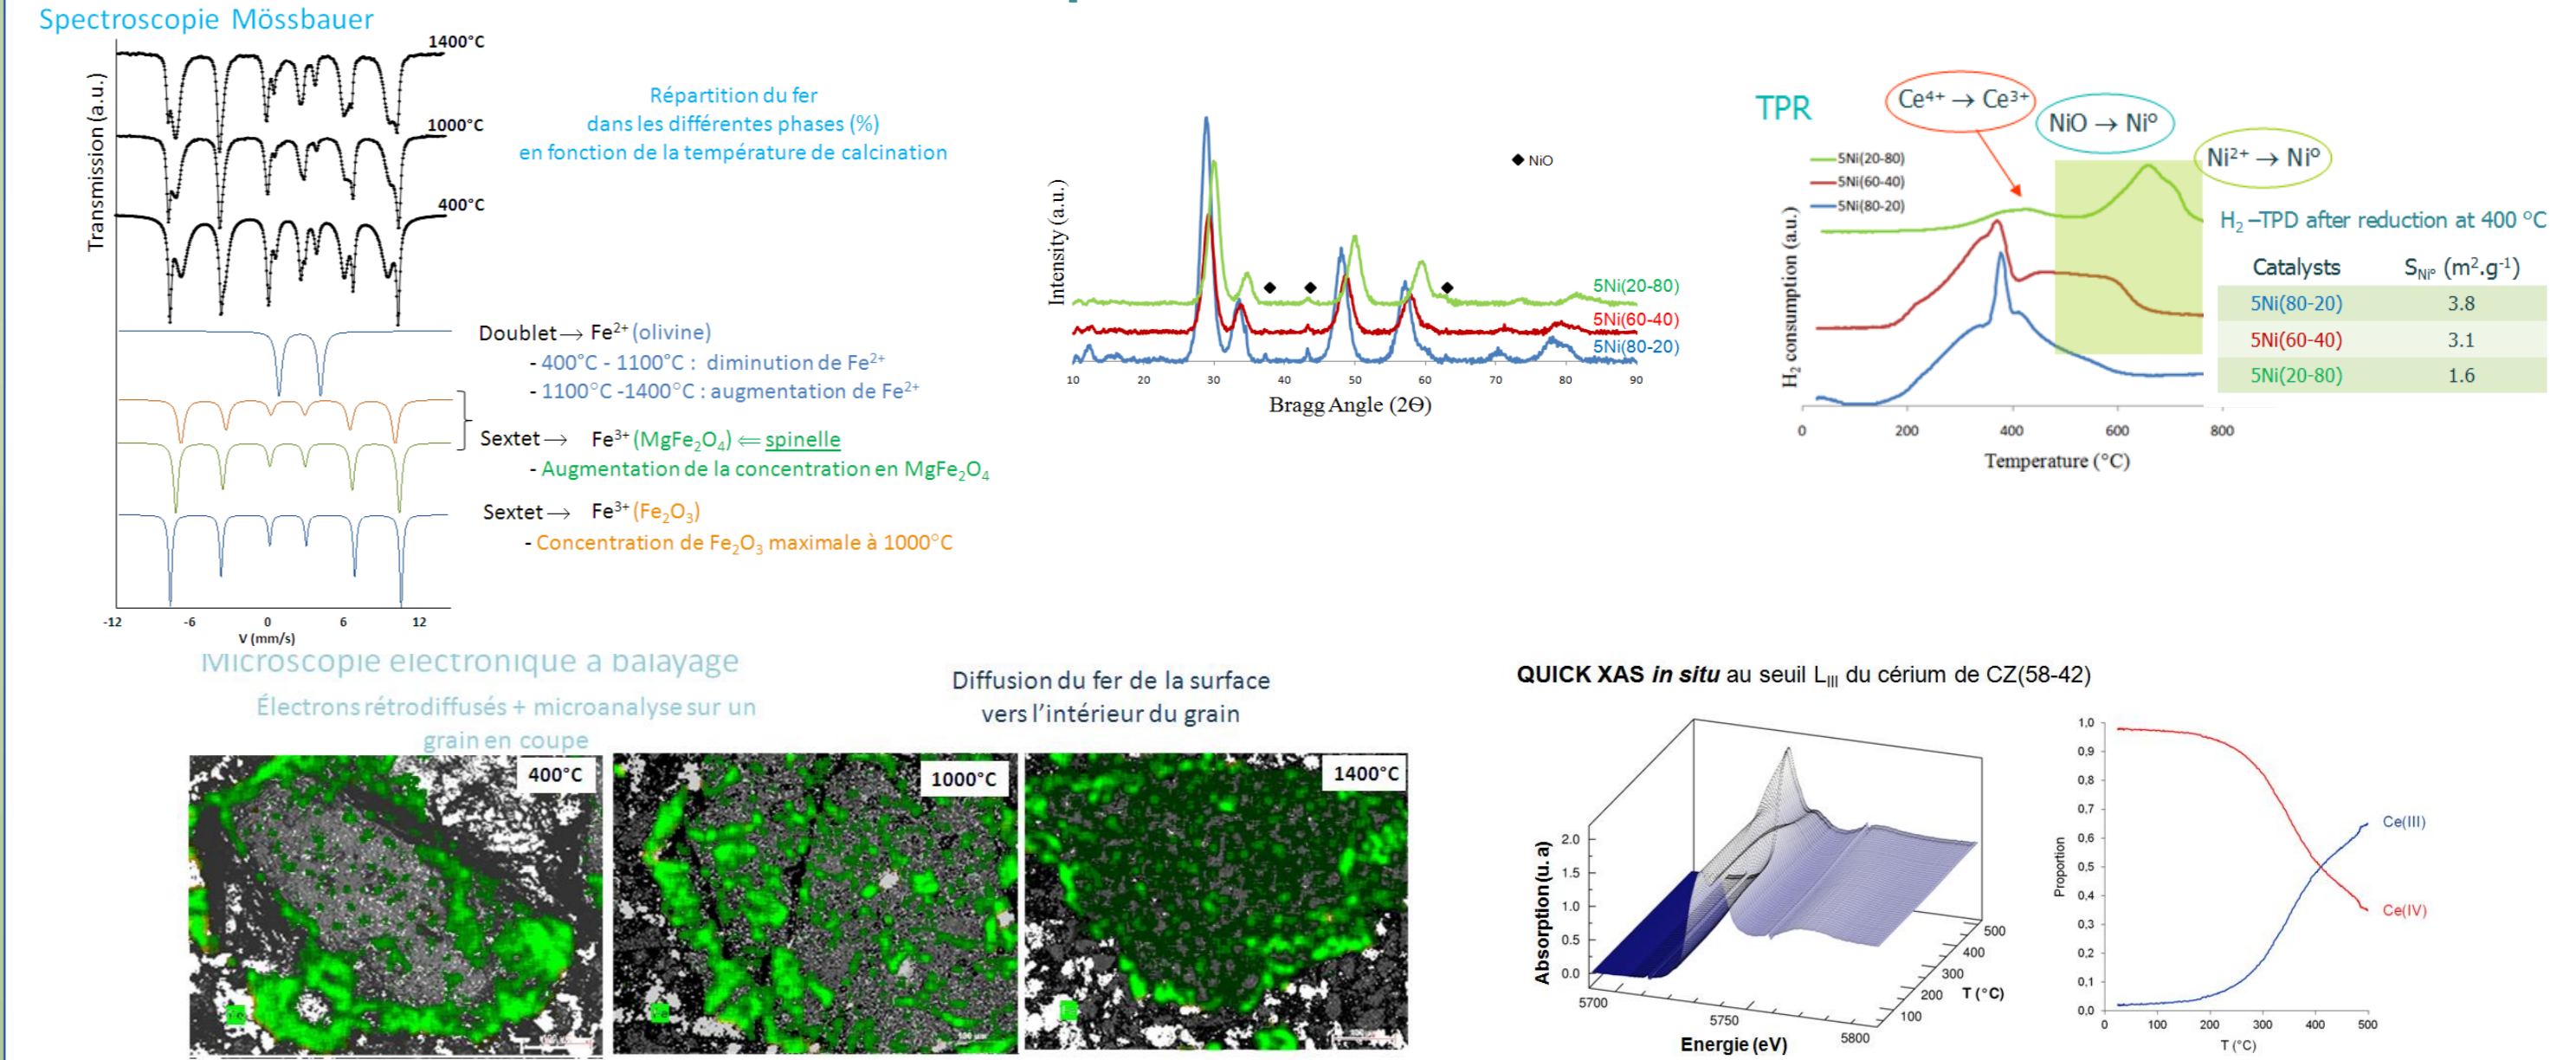 Spectroscopie Mössbauer
Transmission (a.u.)
1400°C
1000°C
400°C
-12 -6 0 6 12
V (mm/s)
Répartition du fer
dans les différentes phases (%)
en fonction de la température de calcination
Doublet → Fe²⁺ (olivine)
- 400°C - 1100°C : diminution de Fe²⁺
- 1100°C -1400°C : augmentation de Fe²⁺
Sextet → Fe³⁺ (MgFe₂O₄) ⇐ spinelle
- Augmentation de la concentration en MgFe₂O₄
Sextet → Fe³⁺ (Fe₂O₃)
- Concentration de Fe₂O₃ maximale à 1000°C
Intensity (a.u.)
◆ NiO
5Ni(20-80)
5Ni(60-40)
5Ni(80-20)
10 20 30 40 50 60 70 80 90
Bragg Angle (2Θ)
TPR
Ce⁴⁺ → Ce³⁺
NiO → Ni°
Ni²⁺ → Ni°
5Ni(20-80)
5Ni(60-40)
5Ni(80-20)
H₂ consumption (a.u.)
0 200 400 600 800
Temperature (°C)
H₂ –TPD after reduction at 400 °C
Catalysts S_Ni° (m².g⁻¹)
5Ni(80-20) 3.8
5Ni(60-40) 3.1
5Ni(20-80) 1.6
Microscopie électronique à balayage
Électrons rétrodiffusés + microanalyse sur un
grain en coupe
Diffusion du fer de la surface
vers l’intérieur du grain
400°C
1000°C
1400°C
QUICK XAS in situ au seuil L_III du cérium de CZ(58-42)
Absorption (u. a)
2.0
1.5
1.0
0.5
0.0
5700
5750
5800
Energie (eV)
500
400
300
200
100
T (°C)
Proportion
1,0
0,9
0,8
0,7
0,6
0,5
0,4
0,3
0,2
0,1
0,0
Ce(III)
Ce(IV)
0 100 200 300 400 500
T (°C)